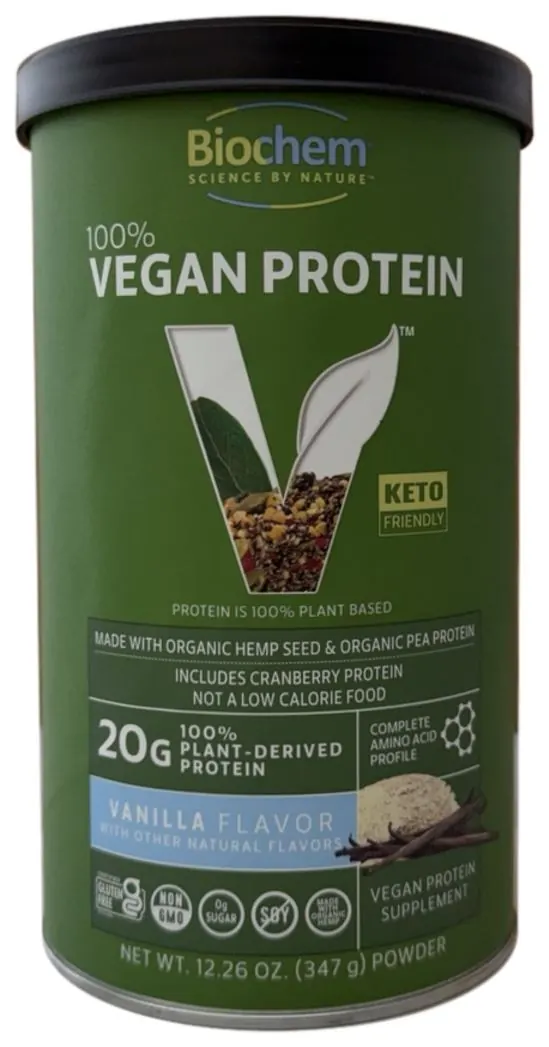 Biochem
SCIENCE BY NATURE™
100%
VEGAN PROTEIN
™
KETO
FRIENDLY
PROTEIN IS 100% PLANT BASED
MADE WITH ORGANIC HEMP SEED & ORGANIC PEA PROTEIN
INCLUDES CRANBERRY PROTEIN
NOT A LOW CALORIE FOOD
20G 100%
PLANT-DERIVED
PROTEIN
COMPLETE
AMINO ACID
PROFILE
VANILLA FLAVOR
WITH OTHER NATURAL FLAVORS
CERTIFIED
GLUTEN
FREE
NON
GMO
0g
SUGAR
SOY
MADE
WITH
ORGANIC
HEMP
VEGAN PROTEIN
SUPPLEMENT
NET WT. 12.26 OZ. (347 g) POWDER